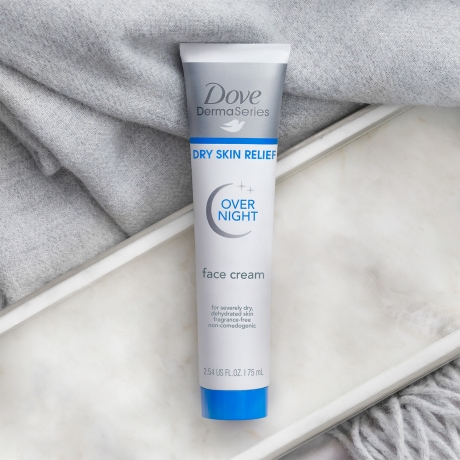 Dove
DermaSeries
DRY SKIN RELIEF
OVER
NIGHT
face cream
for severely dry,
dehydrated skin
fragrance-free
non-comedogenic
2.54 US FL.OZ. | 75 mL